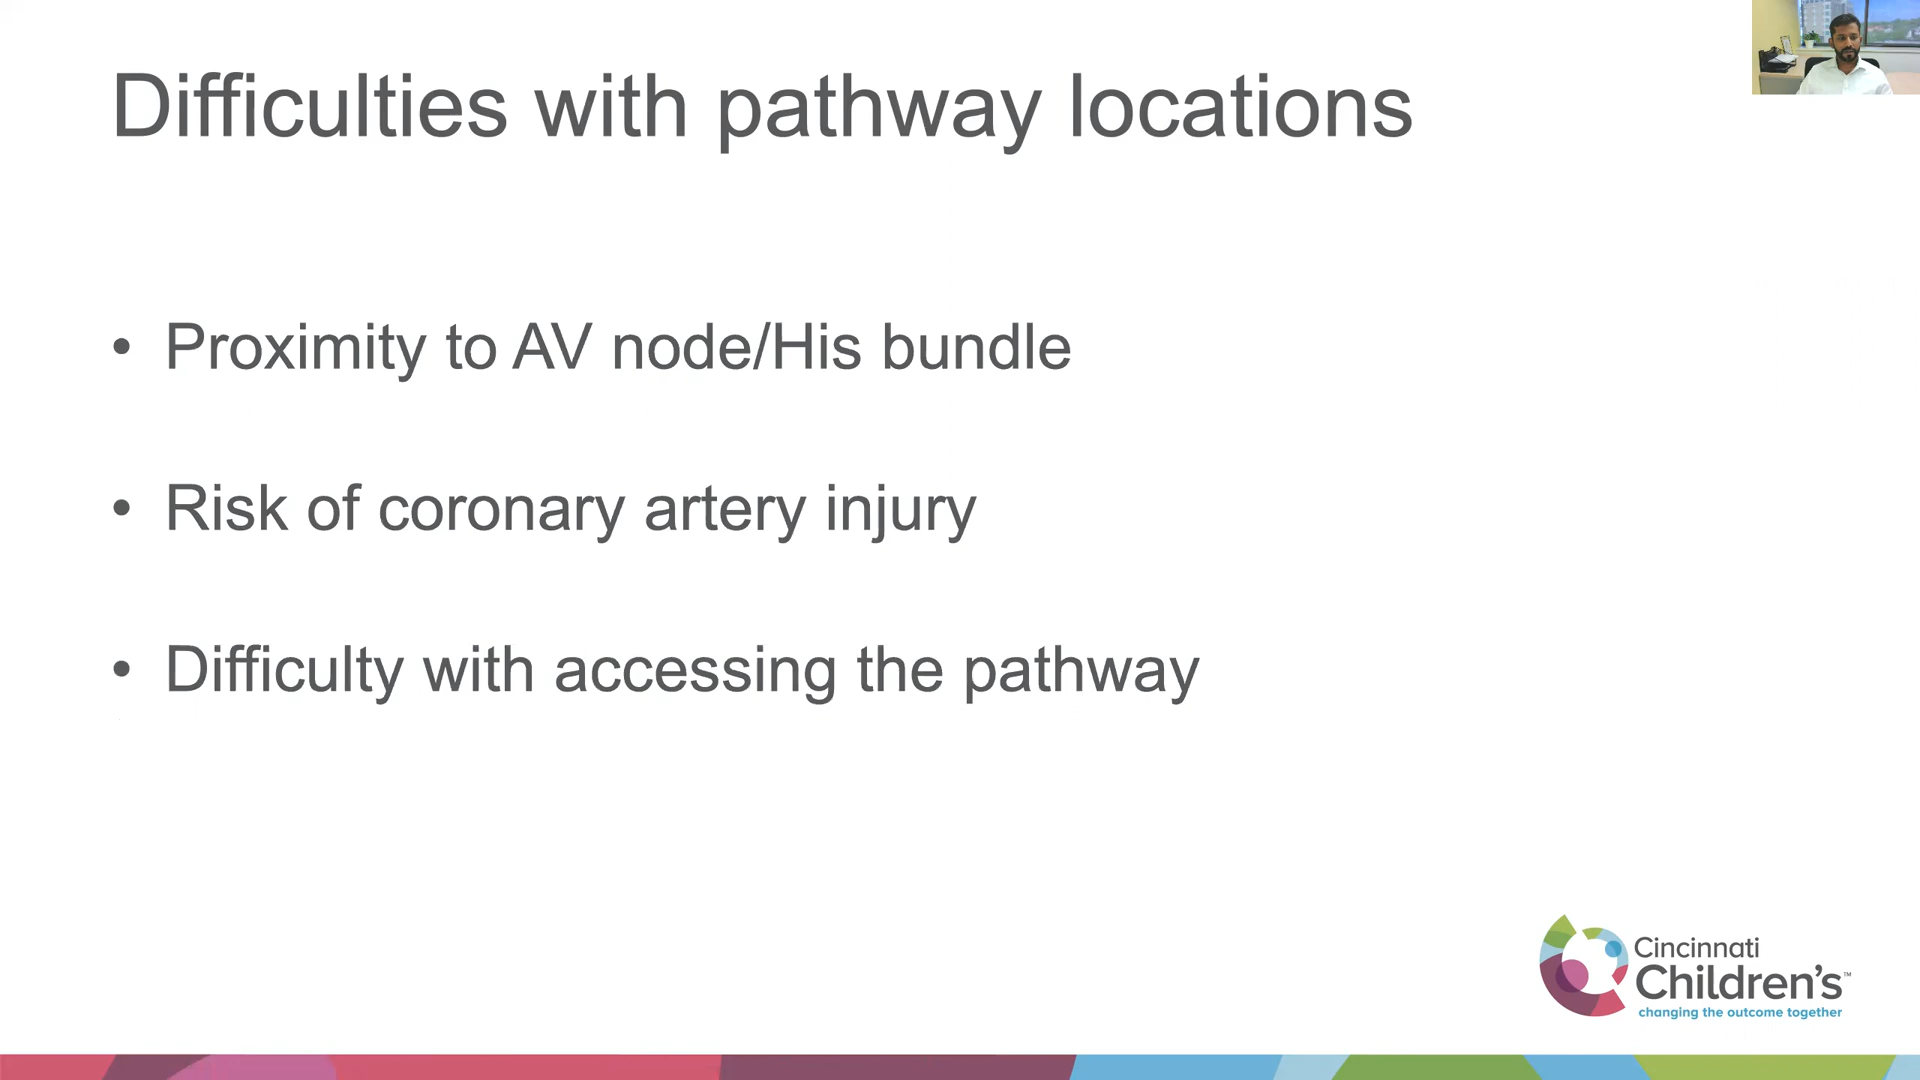 Difficulties with pathway locations
• Proximity to AV node/His bundle
• Risk of coronary artery injury
• Difficulty with accessing the pathway
Cincinnati
Children's™
changing the outcome together